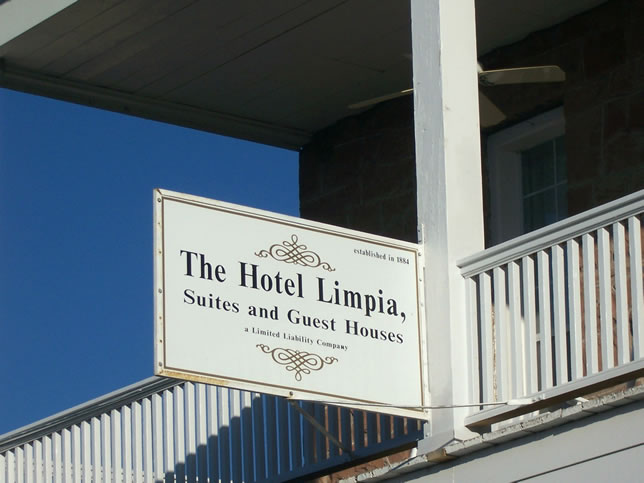 established in 1884
The Hotel Limpia,
Suites and Guest Houses
a Limited Liability Company